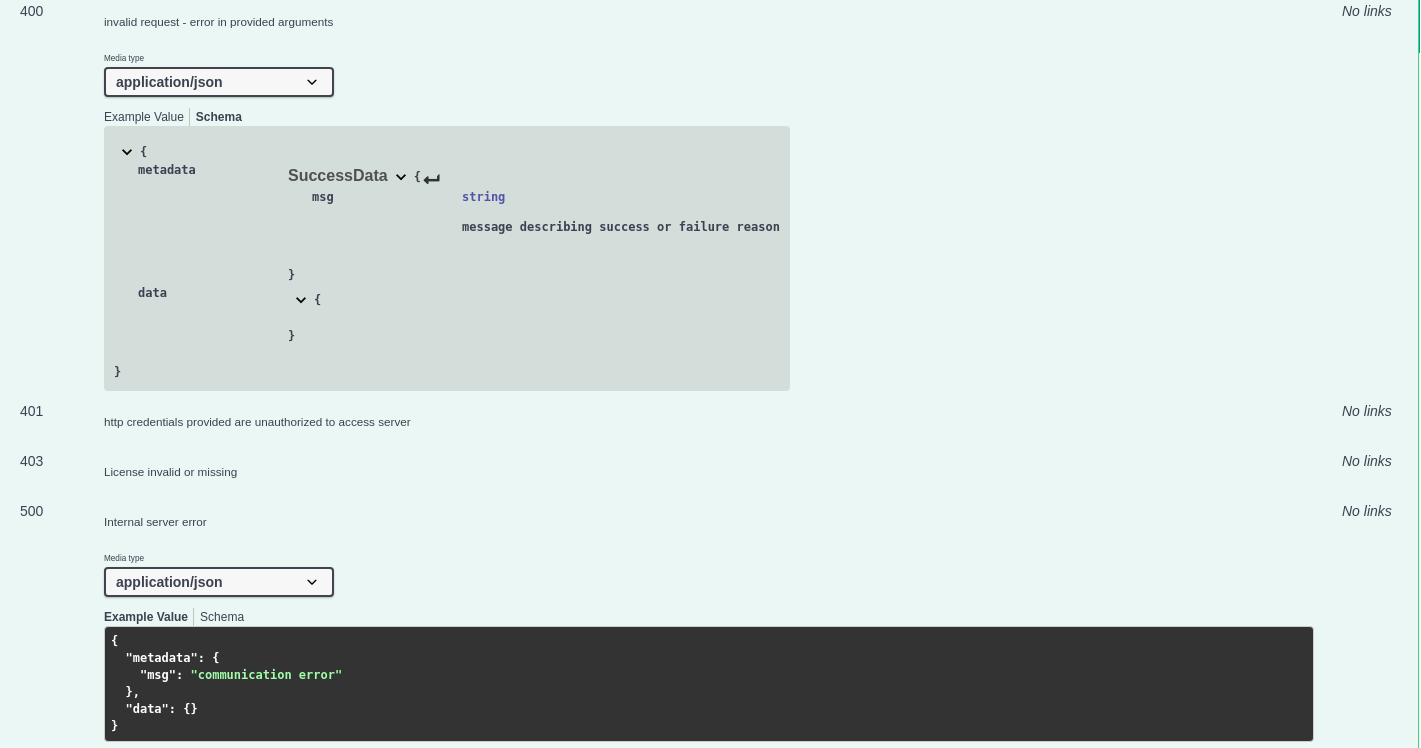 400 No links
invalid request - error in provided arguments
Media type
application/json
Example Value Schema
{
metadata SuccessData {
msg string
message describing success or failure reason
}
data {
}
}
401 No links
http credentials provided are unauthorized to access server
403 No links
License invalid or missing
500 No links
Internal server error
Media type
application/json
Example Value Schema
{
"metadata": {
"msg": "communication error"
},
"data": {}
}